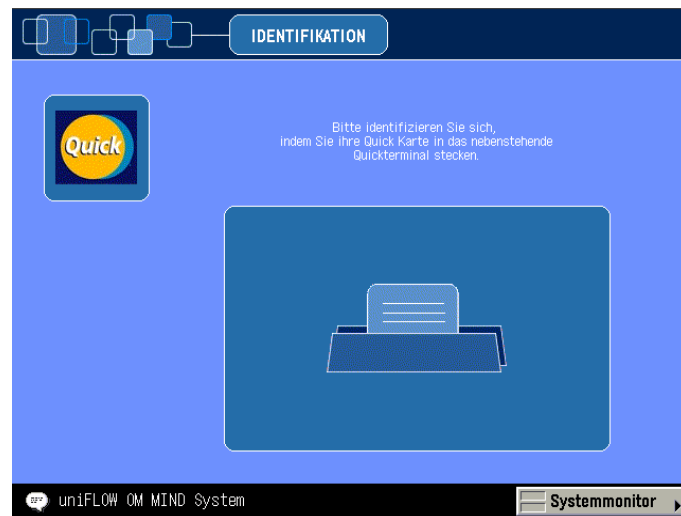 IDENTIFIKATION
Quick
Bitte identifizieren Sie sich,
indem Sie ihre Quick Karte in das nebenstehende
Quickterminal stecken.
uniFLOW OM MIND System
Systemmonitor